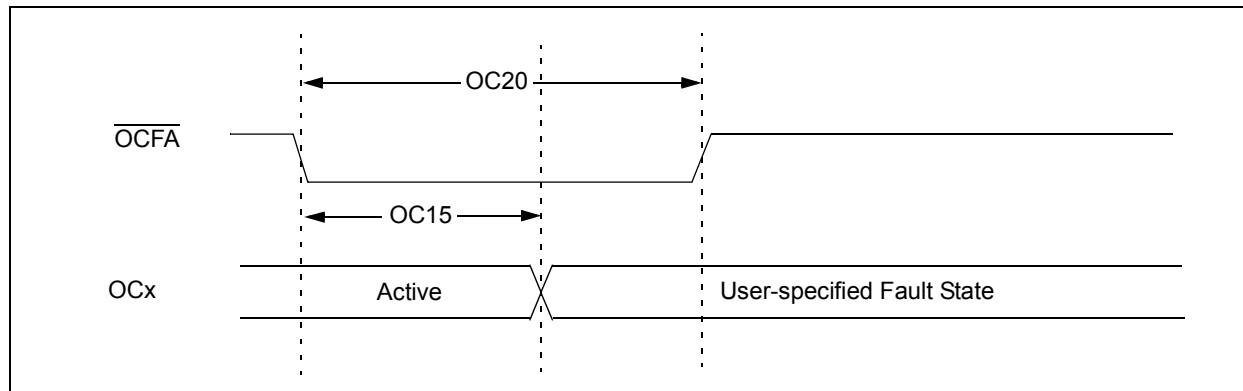 OC20
OCFA
OC15
OCx
Active
User-specified Fault State